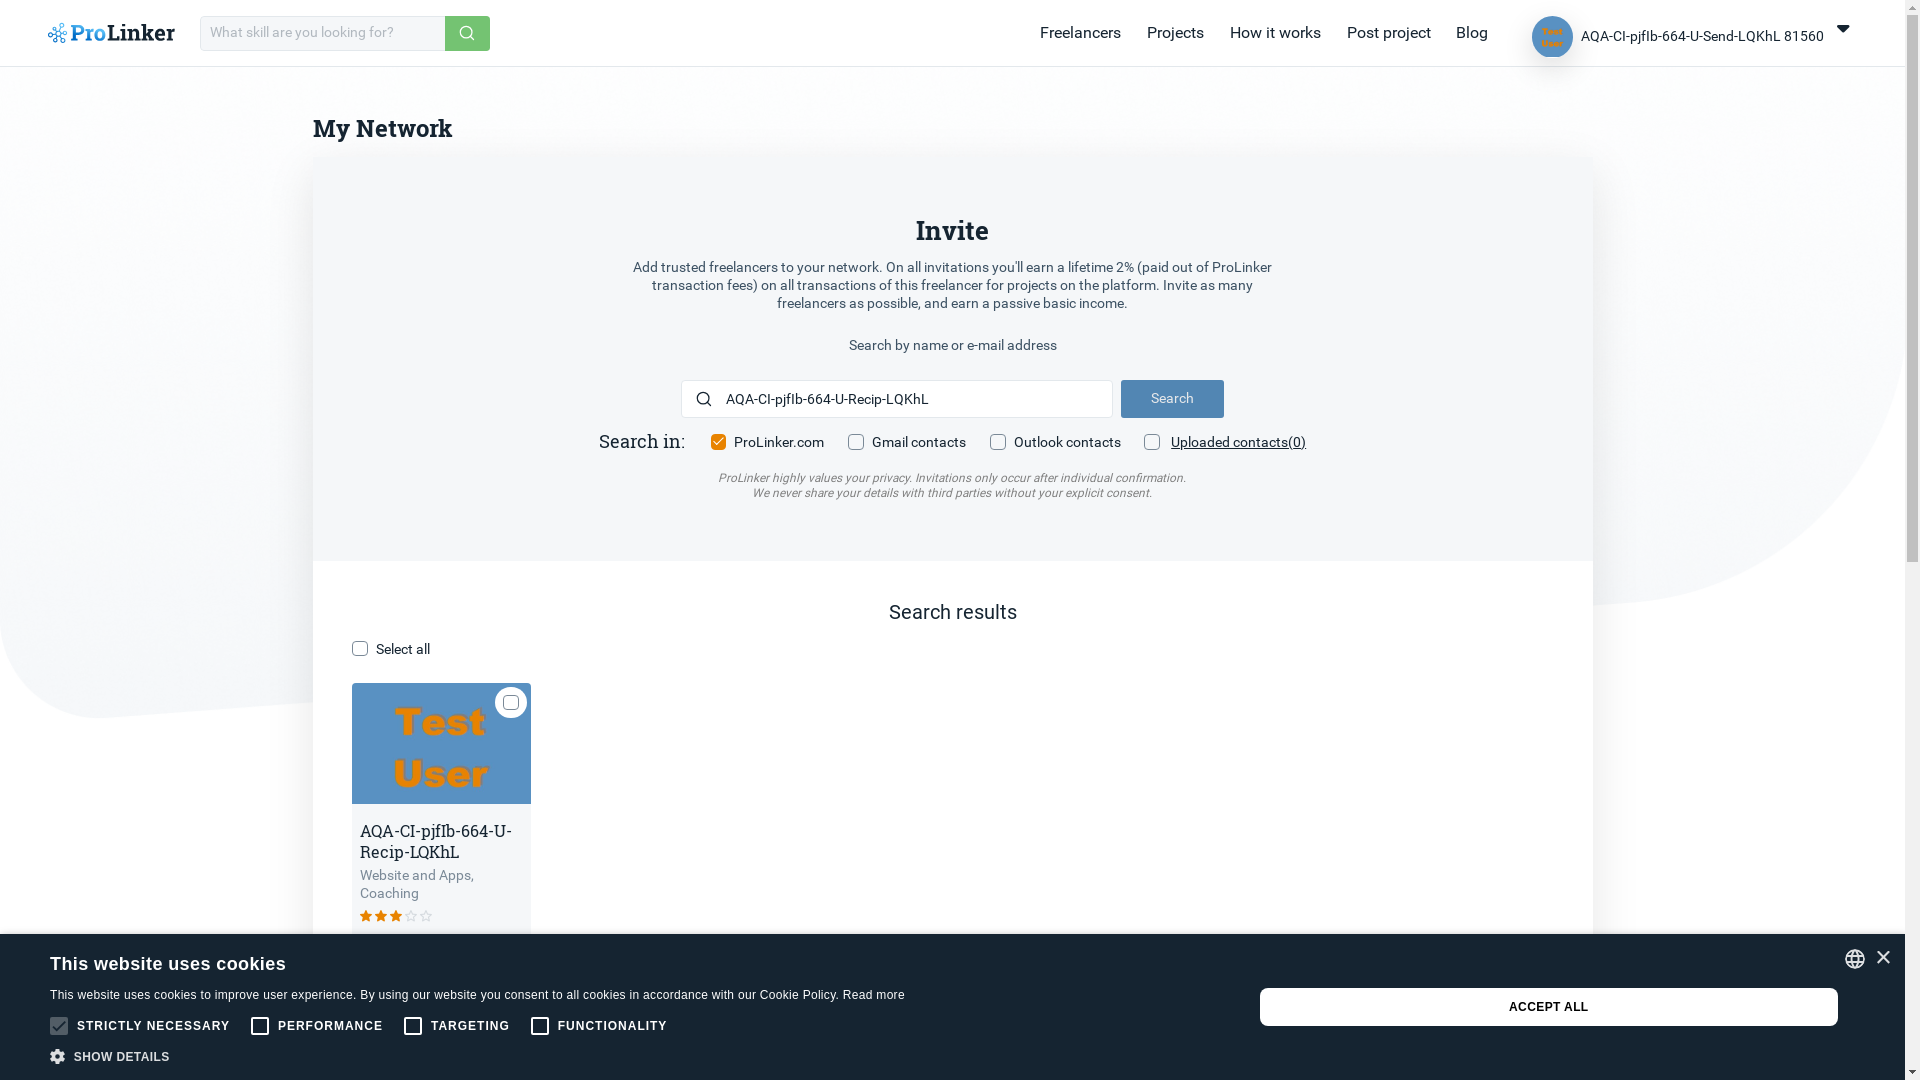 ProLinker
What skill are you looking for?
Freelancers
Projects
How it works
Post project
Blog
Test
User
AQA-CI-pjfIb-664-U-Send-LQKhL 81560
My Network
Invite
Add trusted freelancers to your network. On all invitations you'll earn a lifetime 2% (paid out of ProLinker
transaction fees) on all transactions of this freelancer for projects on the platform. Invite as many
freelancers as possible, and earn a passive basic income.
Search by name or e-mail address
AQA-CI-pjfIb-664-U-Recip-LQKhL
Search
Search in:
ProLinker.com
Gmail contacts
Outlook contacts
Uploaded contacts(0)
ProLinker highly values your privacy. Invitations only occur after individual confirmation.
We never share your details with third parties without your explicit consent.
Search results
Select all
Test
User
AQA-CI-pjfIb-664-U-
Recip-LQKhL
Website and Apps,
Coaching
This website uses cookies
This website uses cookies to improve user experience. By using our website you consent to all cookies in accordance with our Cookie Policy. Read more
STRICTLY NECESSARY
PERFORMANCE
TARGETING
FUNCTIONALITY
SHOW DETAILS
ACCEPT ALL